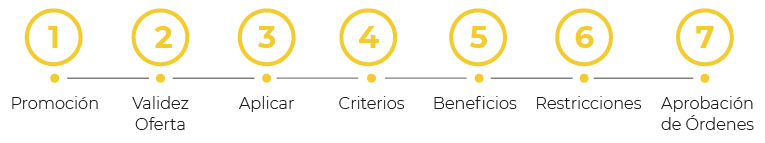 1 2 3 4 5 6 7
Promoción Validez Aplicar Criterios Beneficios Restricciones Aprobación
Oferta de Órdenes